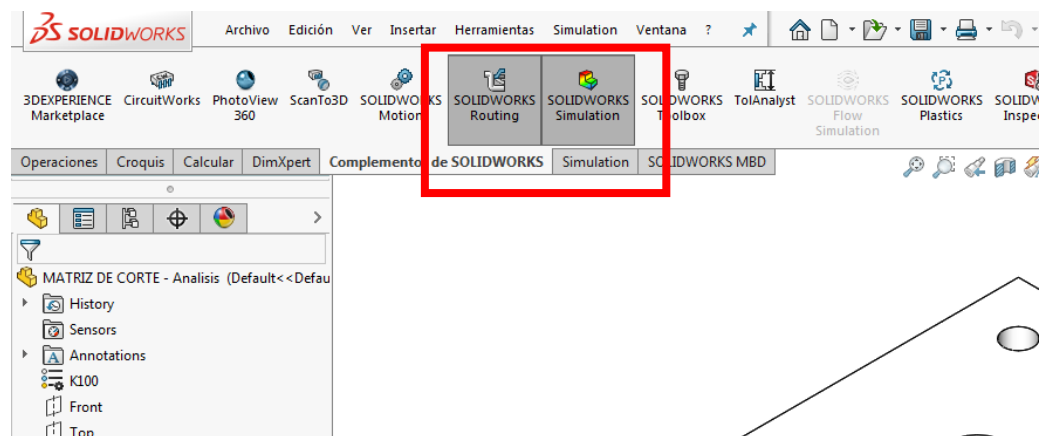 SOLIDWORKS Archivo Edición Ver Insertar Herramientas Simulation Ventana ?
3DEXPERIENCE CircuitWorks PhotoView ScanTo3D SOLIDWORKS SOLIDWORKS SOLIDWORKS SOLIDWORKS TolAnalyst SOLIDWORKS SOLIDWORKS SOLIDW
Marketplace 360 Motion Routing Simulation Toolbox Flow Plastics Inspec
Simulation
Operaciones Croquis Calcular DimXpert Complementos de SOLIDWORKS Simulation SOLIDWORKS MBD
MATRIZ DE CORTE - Analisis (Default<<Defau
History
Sensors
Annotations
K100
Front
Top